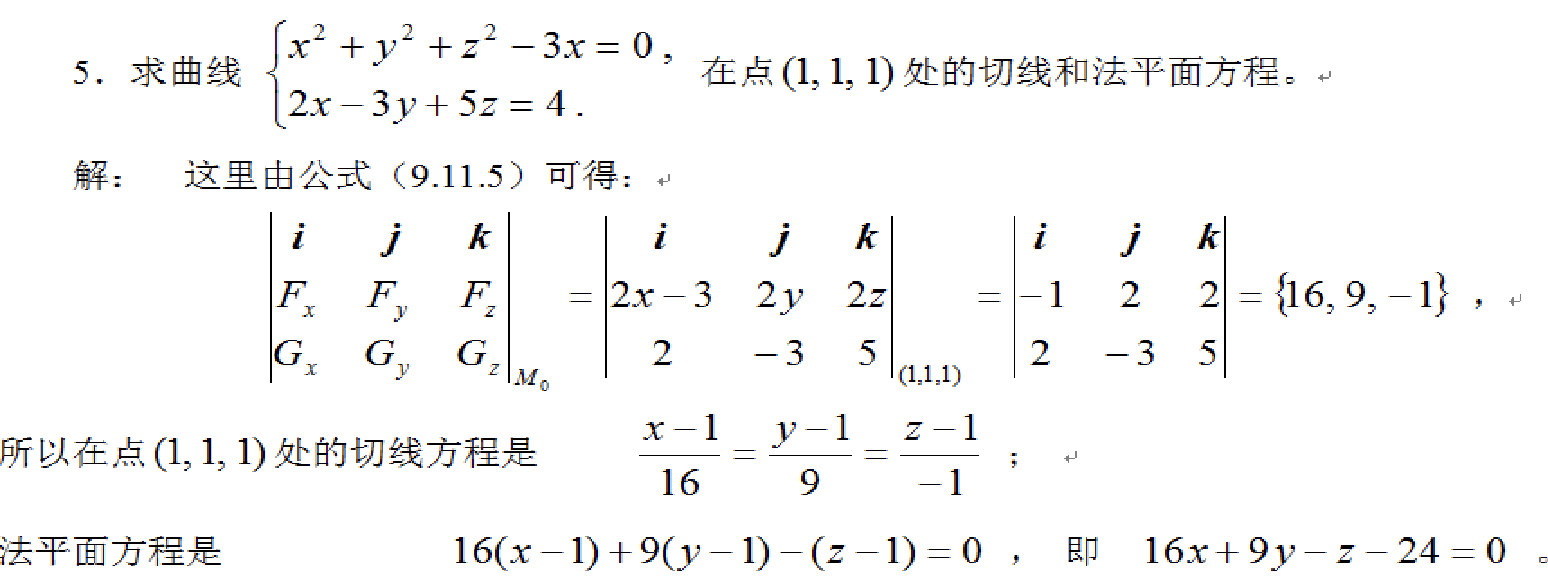 5．求曲线 {x² + y² + z² − 3x = 0 , 2x − 3y + 5z = 4 . 在点 (1, 1, 1) 处的切线和法平面方程。↵
解： 这里由公式（9.11.5）可得：↵
|i j k; F_x F_y F_z; G_x G_y G_z|_{M₀} = |i j k; 2x − 3 2y 2z; 2 −3 5|_{(1,1,1)} = |i j k; −1 2 2; 2 −3 5| = {16, 9, −1} ，↵
所以在点 (1, 1, 1) 处的切线方程是 (x − 1)/16 = (y − 1)/9 = (z − 1)/−1 ；↵
法平面方程是 16(x − 1) + 9(y − 1) − (z − 1) = 0 ， 即 16x + 9y − z − 24 = 0 。